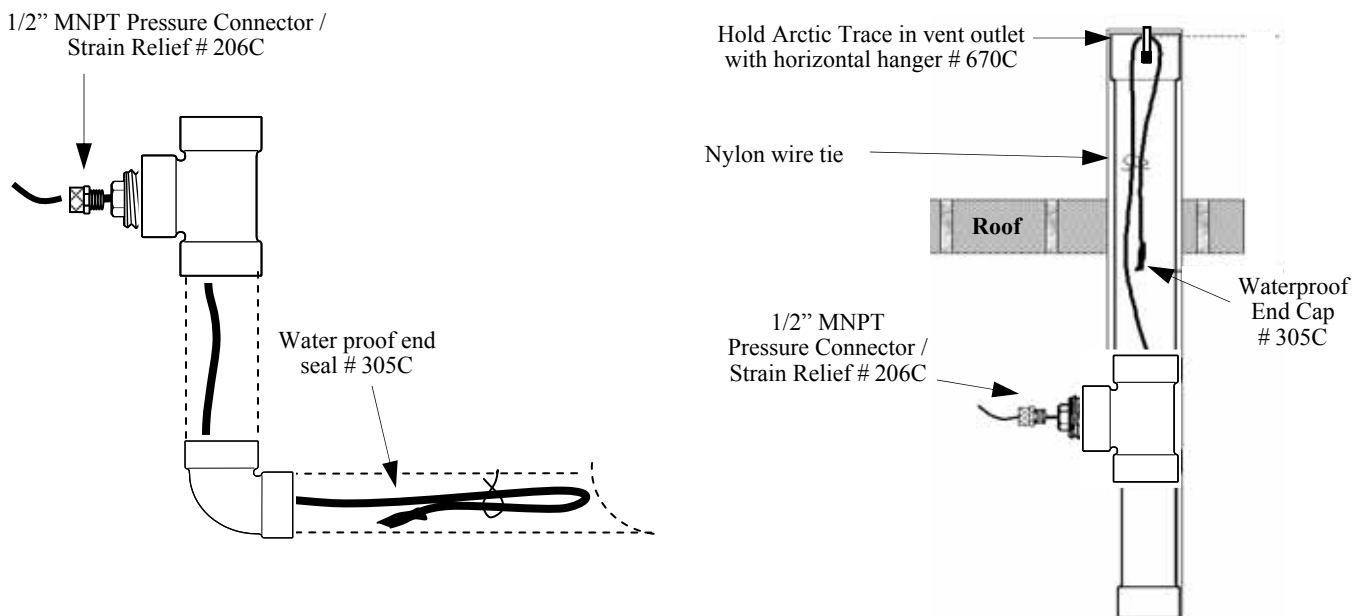 1/2” MNPT Pressure Connector /
Strain Relief # 206C
Water proof end
seal # 305C
Hold Arctic Trace in vent outlet
with horizontal hanger # 670C
Nylon wire tie
Roof
Waterproof
End Cap
# 305C
1/2” MNPT
Pressure Connector /
Strain Relief # 206C